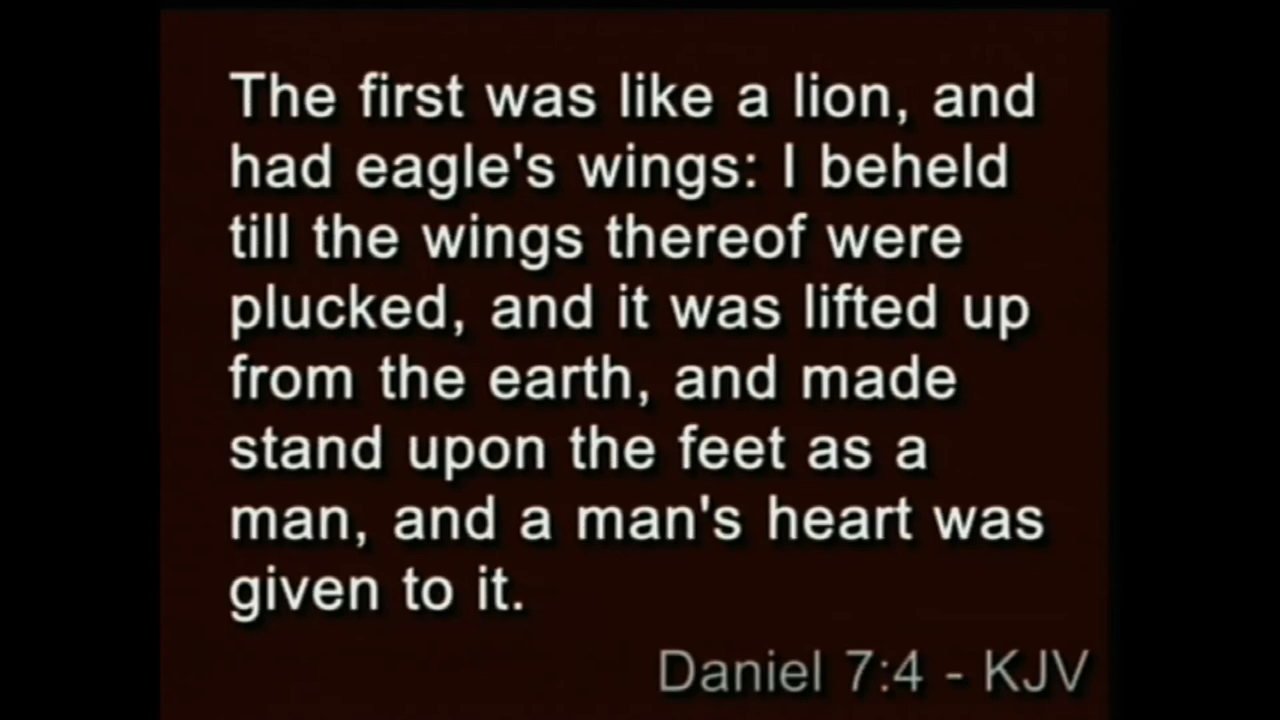 The first was like a lion, and
had eagle's wings: I beheld
till the wings thereof were
plucked, and it was lifted up
from the earth, and made
stand upon the feet as a
man, and a man's heart was
given to it.
Daniel 7:4 - KJV